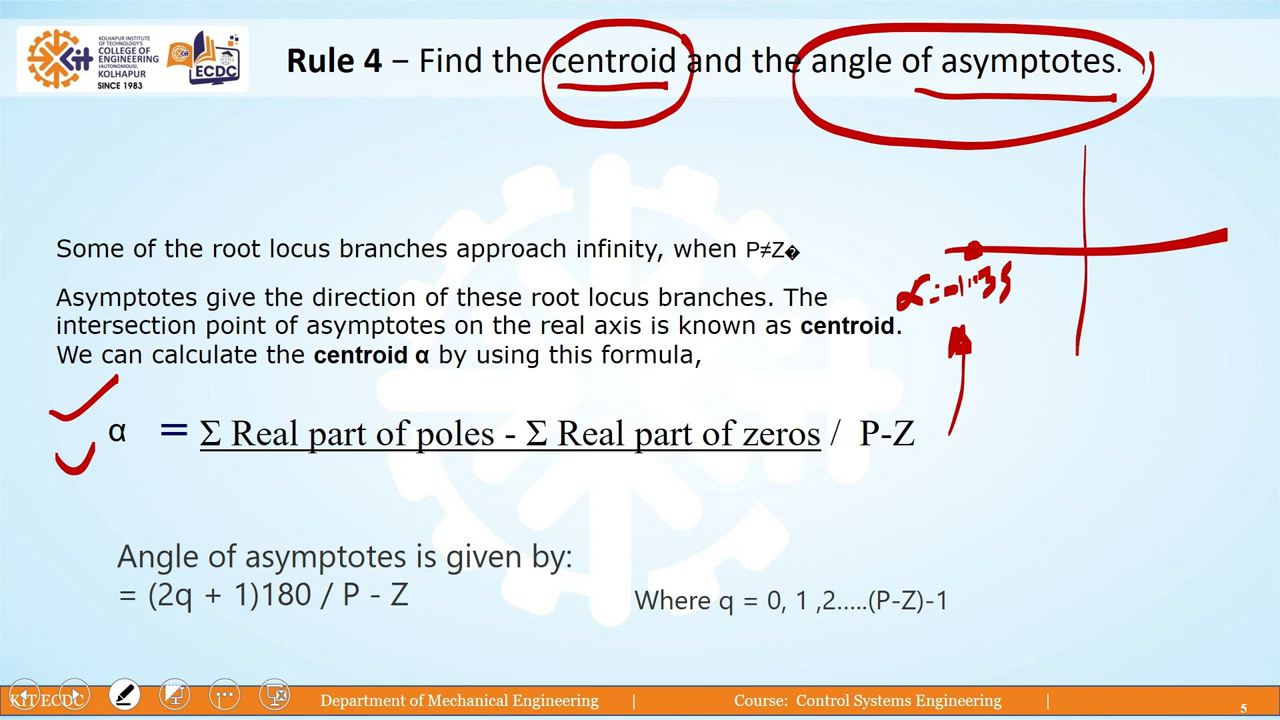 KOLHAPUR INSTITUTE
OF TECHNOLOGY'S
COLLEGE OF
ENGINEERING
(AUTONOMOUS),
KOLHAPUR
SINCE 1983
KIT
ECDC
Rule 4 – Find the centroid and the angle of asymptotes.
Some of the root locus branches approach infinity, when P≠Z�
Asymptotes give the direction of these root locus branches. The
intersection point of asymptotes on the real axis is known as centroid.
We can calculate the centroid α by using this formula,
α = Σ Real part of poles - Σ Real part of zeros / P-Z
Angle of asymptotes is given by:
= (2q + 1)180 / P - Z
Where q = 0, 1 ,2.....(P-Z)-1
KIT ECDC
Department of Mechanical Engineering |
Course: Control Systems Engineering |
5